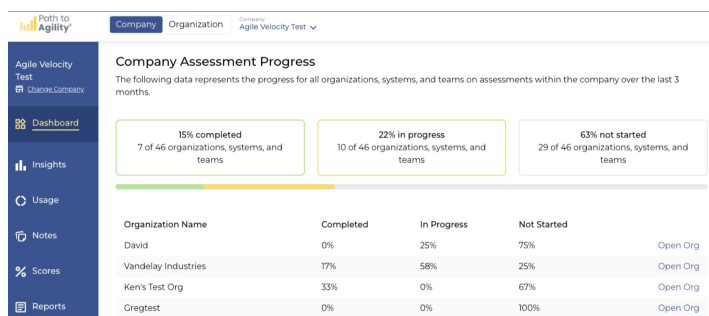 Path to
Agility®
Company
Organization
Company
Agile Velocity Test
Agile Velocity
Test
Change Company
Dashboard
Insights
Usage
Notes
Scores
Reports
Company Assessment Progress
The following data represents the progress for all organizations, systems, and teams on assessments within the company over the last 3
months.
15% completed
7 of 46 organizations, systems, and
teams
22% in progress
10 of 46 organizations, systems, and
teams
63% not started
29 of 46 organizations, systems, and
teams
Organization Name Completed In Progress Not Started
David 0% 25% 75% Open Org
Vandelay Industries 17% 58% 25% Open Org
Ken's Test Org 33% 0% 67% Open Org
Gregtest 0% 0% 100% Open Org